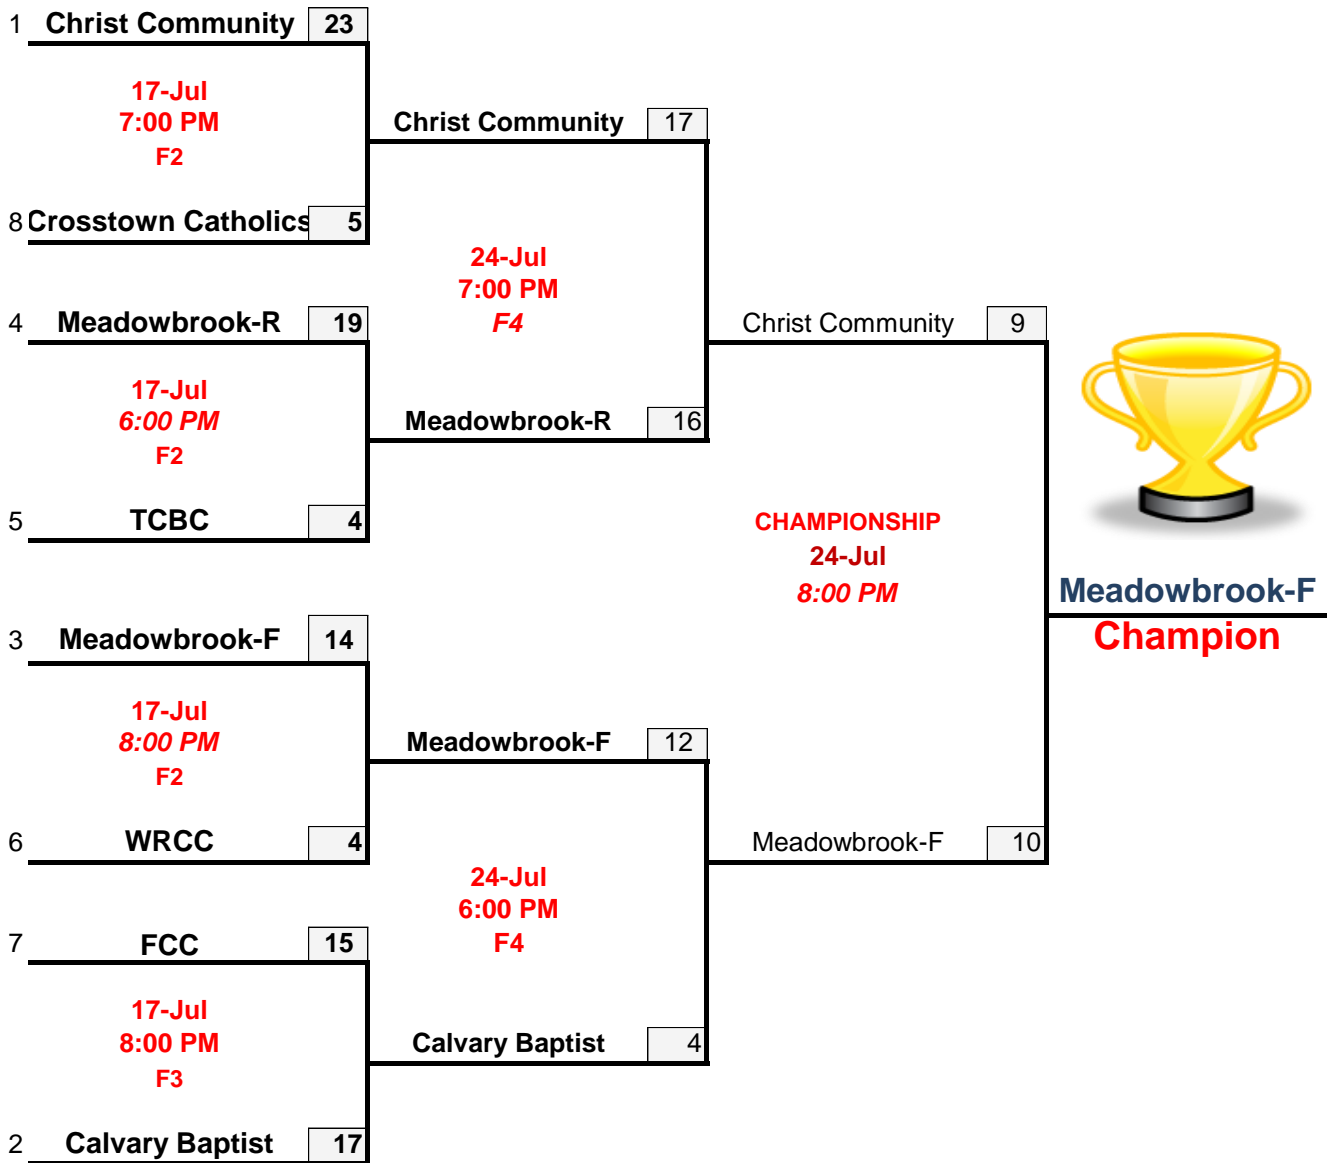 1 Christ Community 23
17-Jul
7:00 PM
F2
8 Crosstown Catholics 5
4 Meadowbrook-R 19
17-Jul
6:00 PM
F2
5 TCBC 4
3 Meadowbrook-F 14
17-Jul
8:00 PM
F2
6 WRCC 4
7 FCC 15
17-Jul
8:00 PM
F3
2 Calvary Baptist 17
Christ Community 17
24-Jul
7:00 PM
F4
Meadowbrook-R 16
Meadowbrook-F 12
24-Jul
6:00 PM
F4
Calvary Baptist 4
Christ Community 9
CHAMPIONSHIP
24-Jul
8:00 PM
Meadowbrook-F 10
Meadowbrook-F
Champion